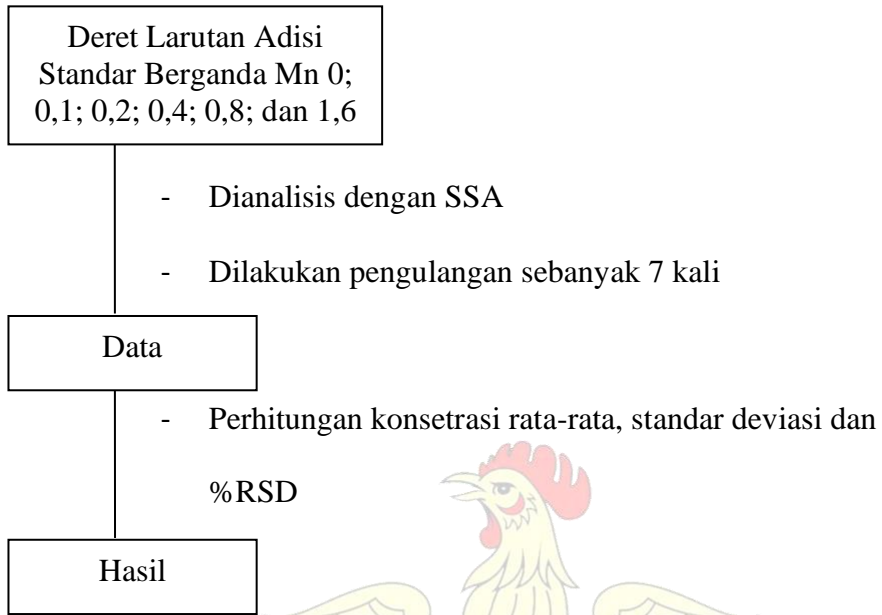 Deret Larutan Adisi
Standar Berganda Mn 0;
0,1; 0,2; 0,4; 0,8; dan 1,6
- Dianalisis dengan SSA
- Dilakukan pengulangan sebanyak 7 kali
Data
- Perhitungan konsetrasi rata-rata, standar deviasi dan
%RSD
Hasil